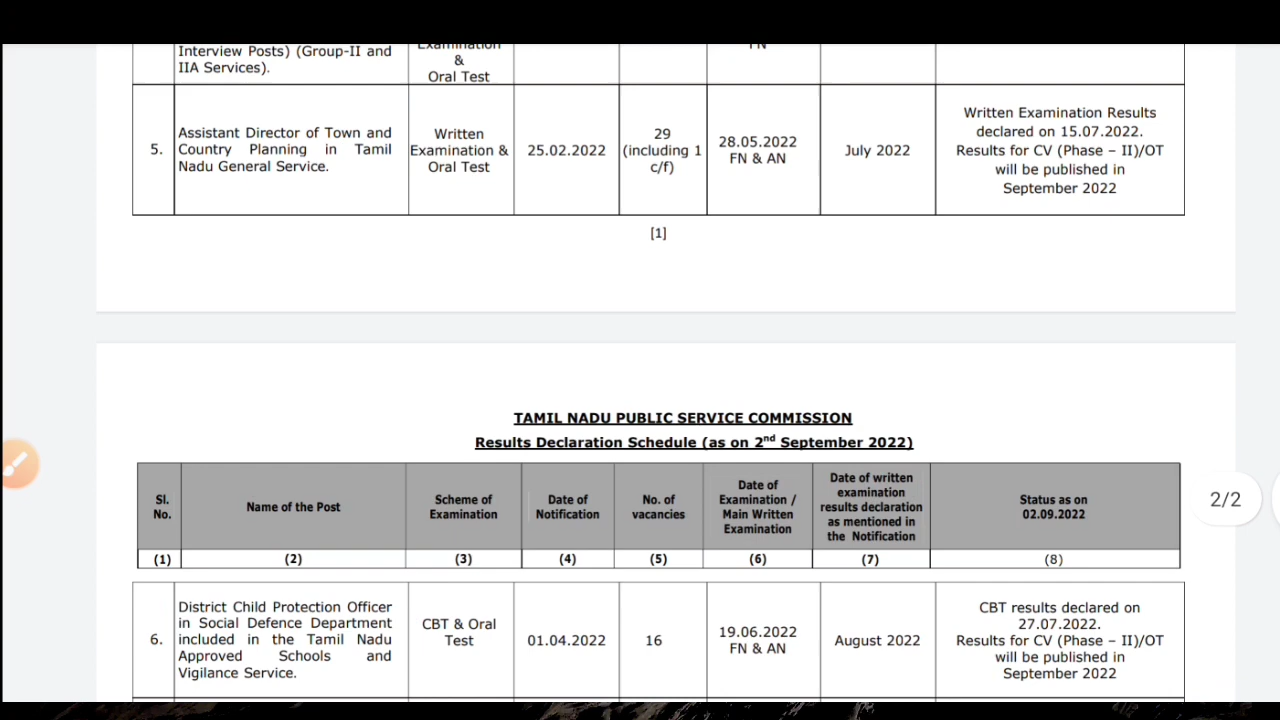 Interview Posts) (Group-II and
IIA Services).
Examination
&
Oral Test
FN
5.
Assistant Director of Town and
Country Planning in Tamil
Nadu General Service.
Written
Examination &
Oral Test
25.02.2022
29
(including 1
c/f)
28.05.2022
FN & AN
July 2022
Written Examination Results
declared on 15.07.2022.
Results for CV (Phase – II)/OT
will be published in
September 2022
[1]
TAMIL NADU PUBLIC SERVICE COMMISSION
Results Declaration Schedule (as on 2nd September 2022)
Sl.
No.
Name of the Post
Scheme of
Examination
Date of
Notification
No. of
vacancies
Date of
Examination /
Main Written
Examination
Date of written
examination
results declaration
as mentioned in
the Notification
Status as on
02.09.2022
(1)
(2)
(3)
(4)
(5)
(6)
(7)
(8)
6.
District Child Protection Officer
in Social Defence Department
included in the Tamil Nadu
Approved Schools and
Vigilance Service.
CBT & Oral
Test
01.04.2022
16
19.06.2022
FN & AN
August 2022
CBT results declared on
27.07.2022.
Results for CV (Phase – II)/OT
will be published in
September 2022
2/2